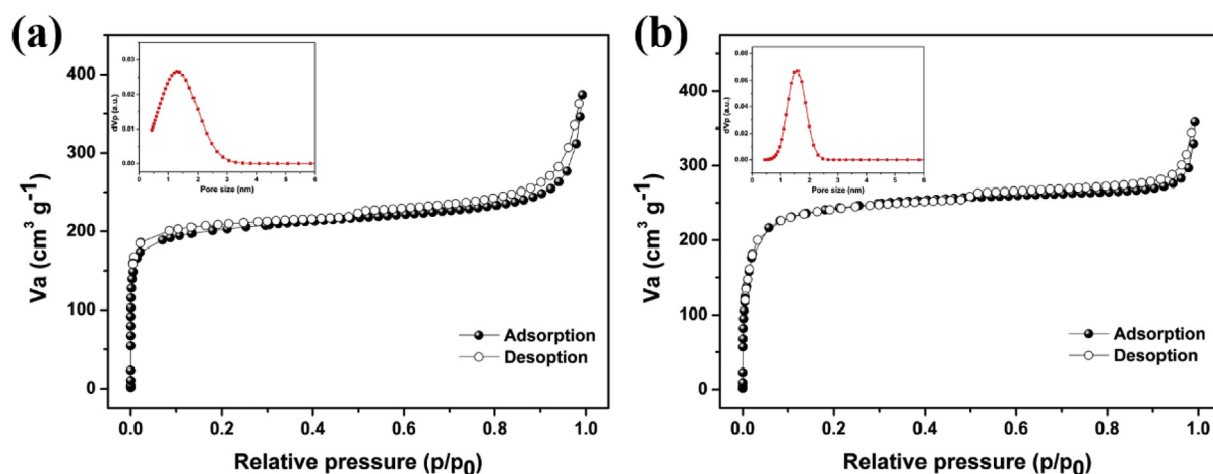 (a)
400
300
200
100
0
Va (cm³ g⁻¹)
0.0 0.2 0.4 0.6 0.8 1.0
Relative pressure (p/p₀)
Adsorption
Desoption
0.03
0.02
0.01
0.00
dVp (a.u.)
0 1 2 3 4 5 6
Pore size (nm)
(b)
400
300
200
100
0
Va (cm³ g⁻¹)
0.0 0.2 0.4 0.6 0.8 1.0
Relative pressure (p/p₀)
Adsorption
Desoption
0.08
0.06
0.04
0.02
0.00
dVp (a.u.)
0 1 2 3 4 5 6
Pore size (nm)